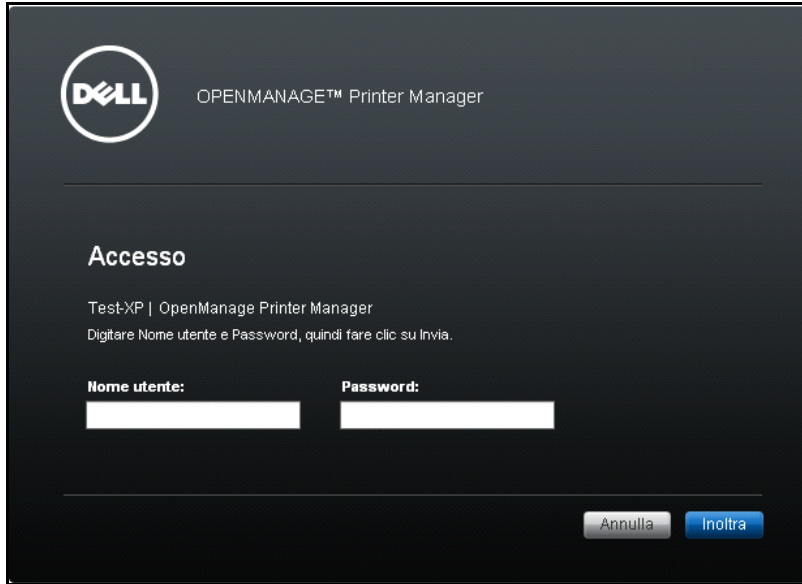 DELL
OPENMANAGE™ Printer Manager
Accesso
Test-XP | OpenManage Printer Manager
Digitare Nome utente e Password, quindi fare clic su Invia.
Nome utente: Password:
Annulla Inoltra